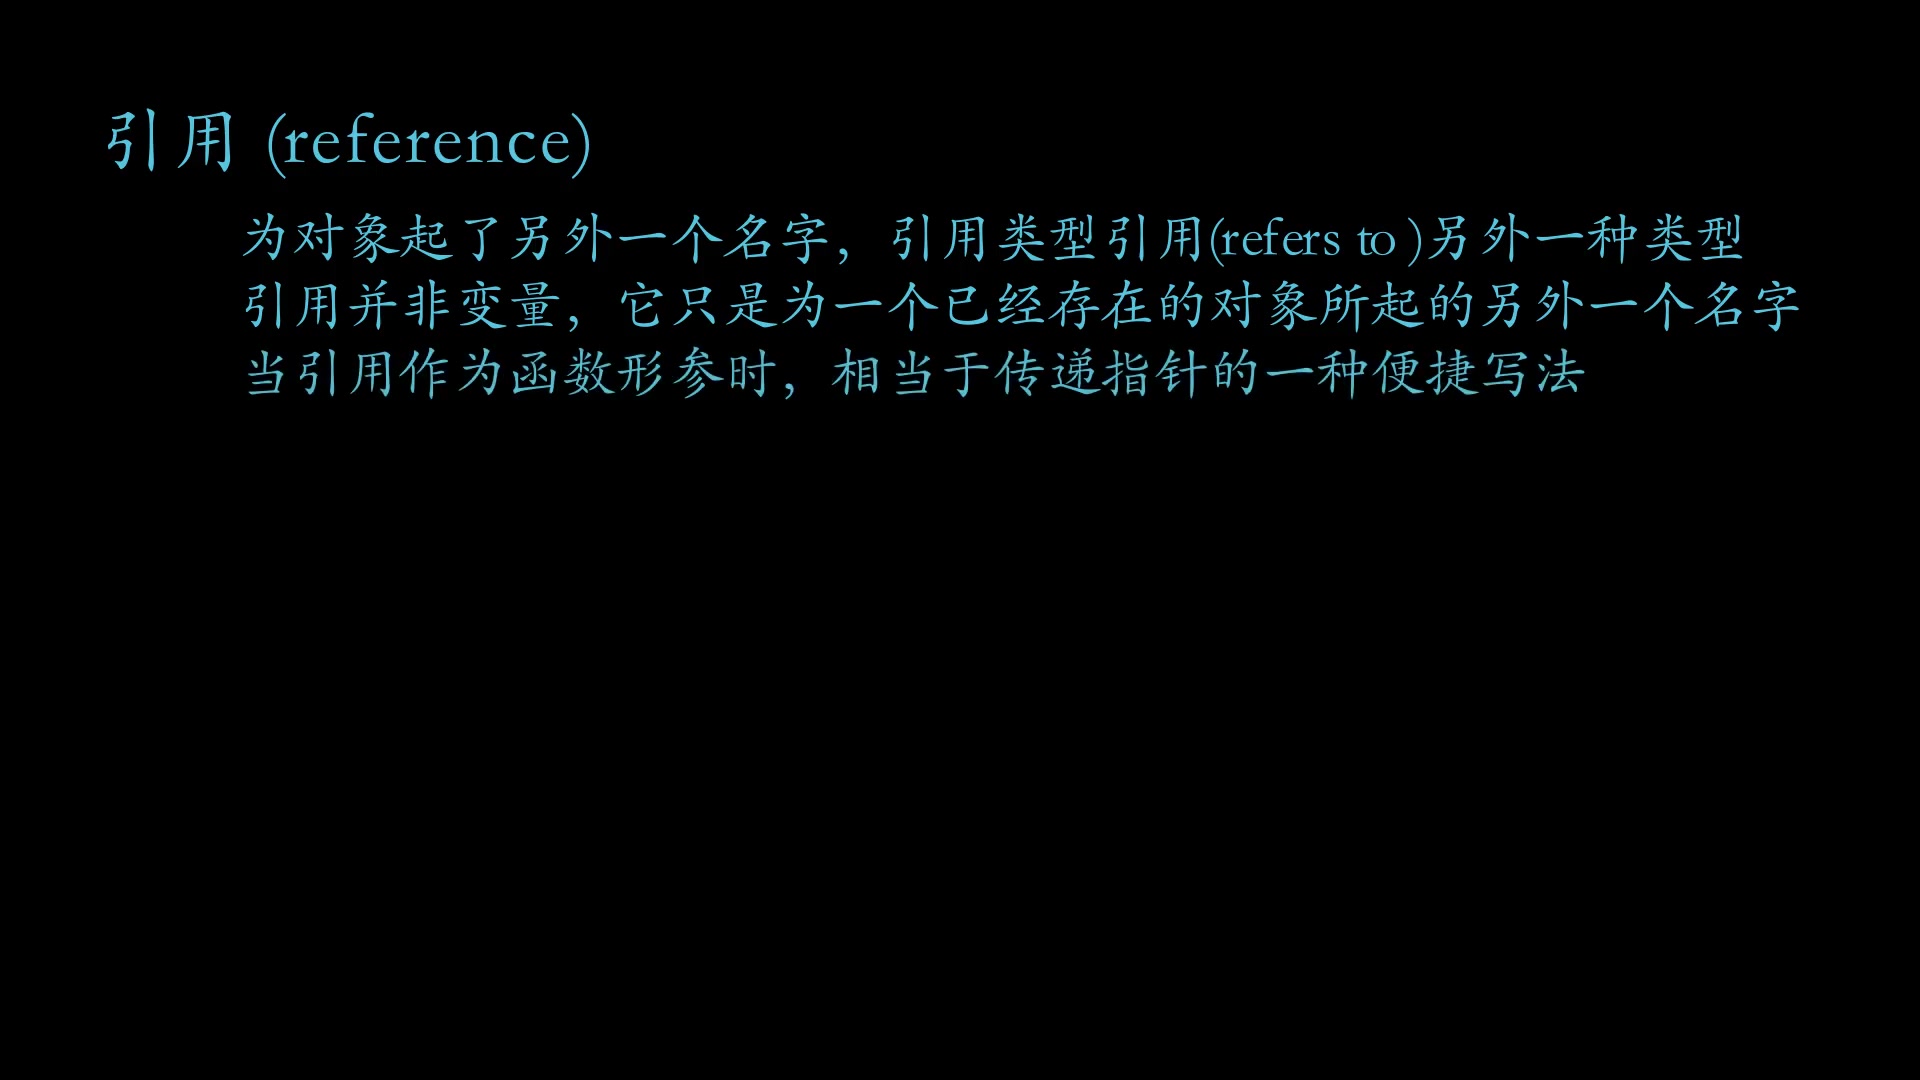 引用 (reference)
为对象起了另外一个名字，引用类型引用(refers to )另外一种类型
引用并非变量，它只是为一个已经存在的对象所起的另外一个名字
当引用作为函数形参时，相当于传递指针的一种便捷写法